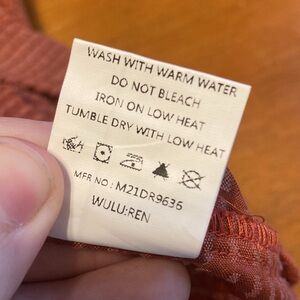 WASH WITH WARM WATER
DO NOT BLEACH
IRON ON LOW HEAT
TUMBLE DRY WITH LOW HEAT
MFR NO: M21DR9636
WULU:REN